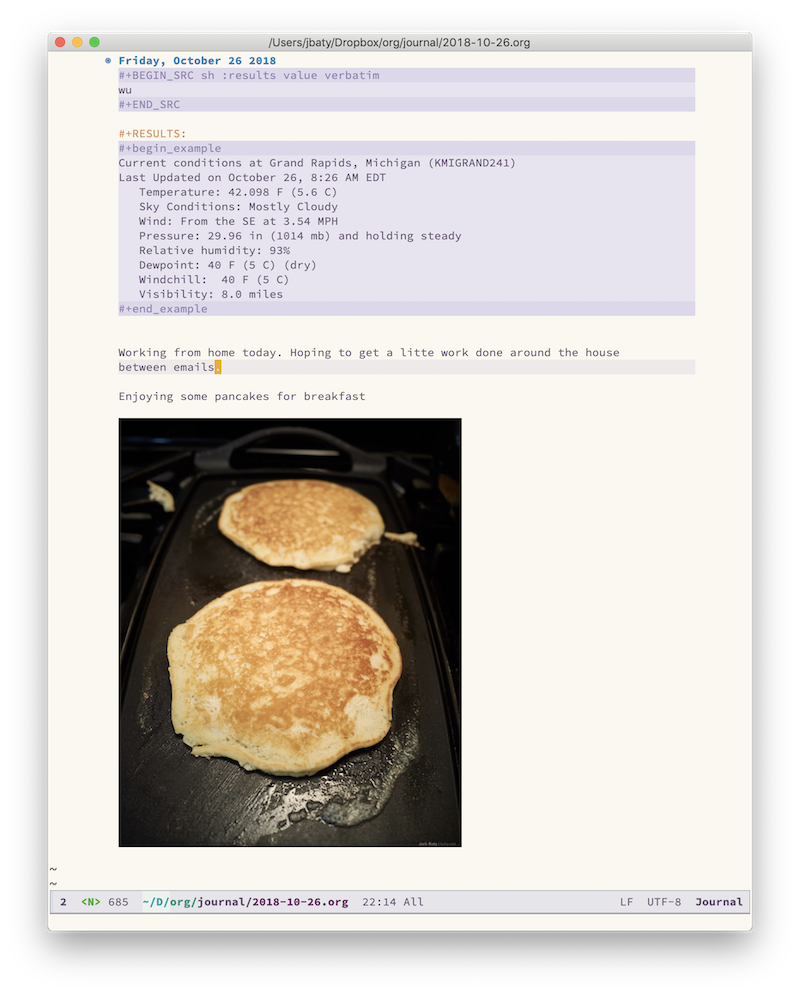 /Users/jbaty/Dropbox/org/journal/2018-10-26.org
Friday, October 26 2018
#+BEGIN_SRC sh :results value verbatim
wu
#+END_SRC
#+RESULTS:
#+begin_example
Current conditions at Grand Rapids, Michigan (KMIGRAND241)
Last Updated on October 26, 8:26 AM EDT
Temperature: 42.098 F (5.6 C)
Sky Conditions: Mostly Cloudy
Wind: From the SE at 3.54 MPH
Pressure: 29.96 in (1014 mb) and holding steady
Relative humidity: 93%
Dewpoint: 40 F (5 C) (dry)
Windchill:  40 F (5 C)
Visibility: 8.0 miles
#+end_example
Working from home today. Hoping to get a litte work done around the house
between emails.
Enjoying some pancakes for breakfast
~
~
2 <N> 685 ~/D/org/journal/2018-10-26.org 22:14 All LF UTF-8 Journal